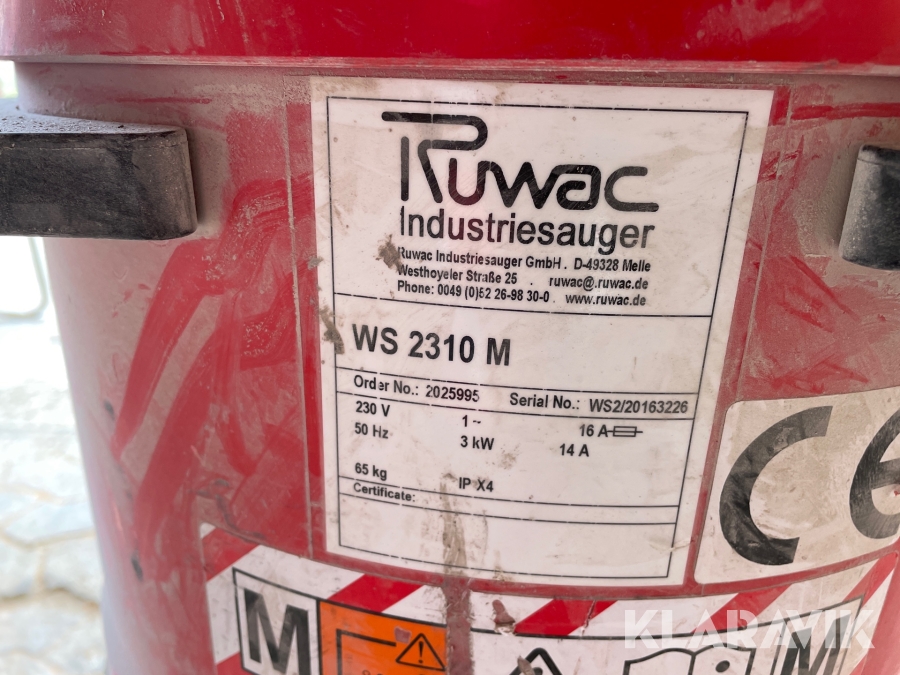 Ruwac
Industriesauger
Ruwac Industriesauger GmbH . D-49328 Melle
Westhoyeler Straße 25 . ruwac@.ruwac.de
Phone: 0049 (0)52 26-98 30-0 . www.ruwac.de
WS 2310 M
Order No.: 2025995 Serial No.: WS2/20163226
230 V 1 ~ 16 A
50 Hz 3 kW 14 A
65 kg IP X4
Certificate:
CE
M M
KLARAVIK